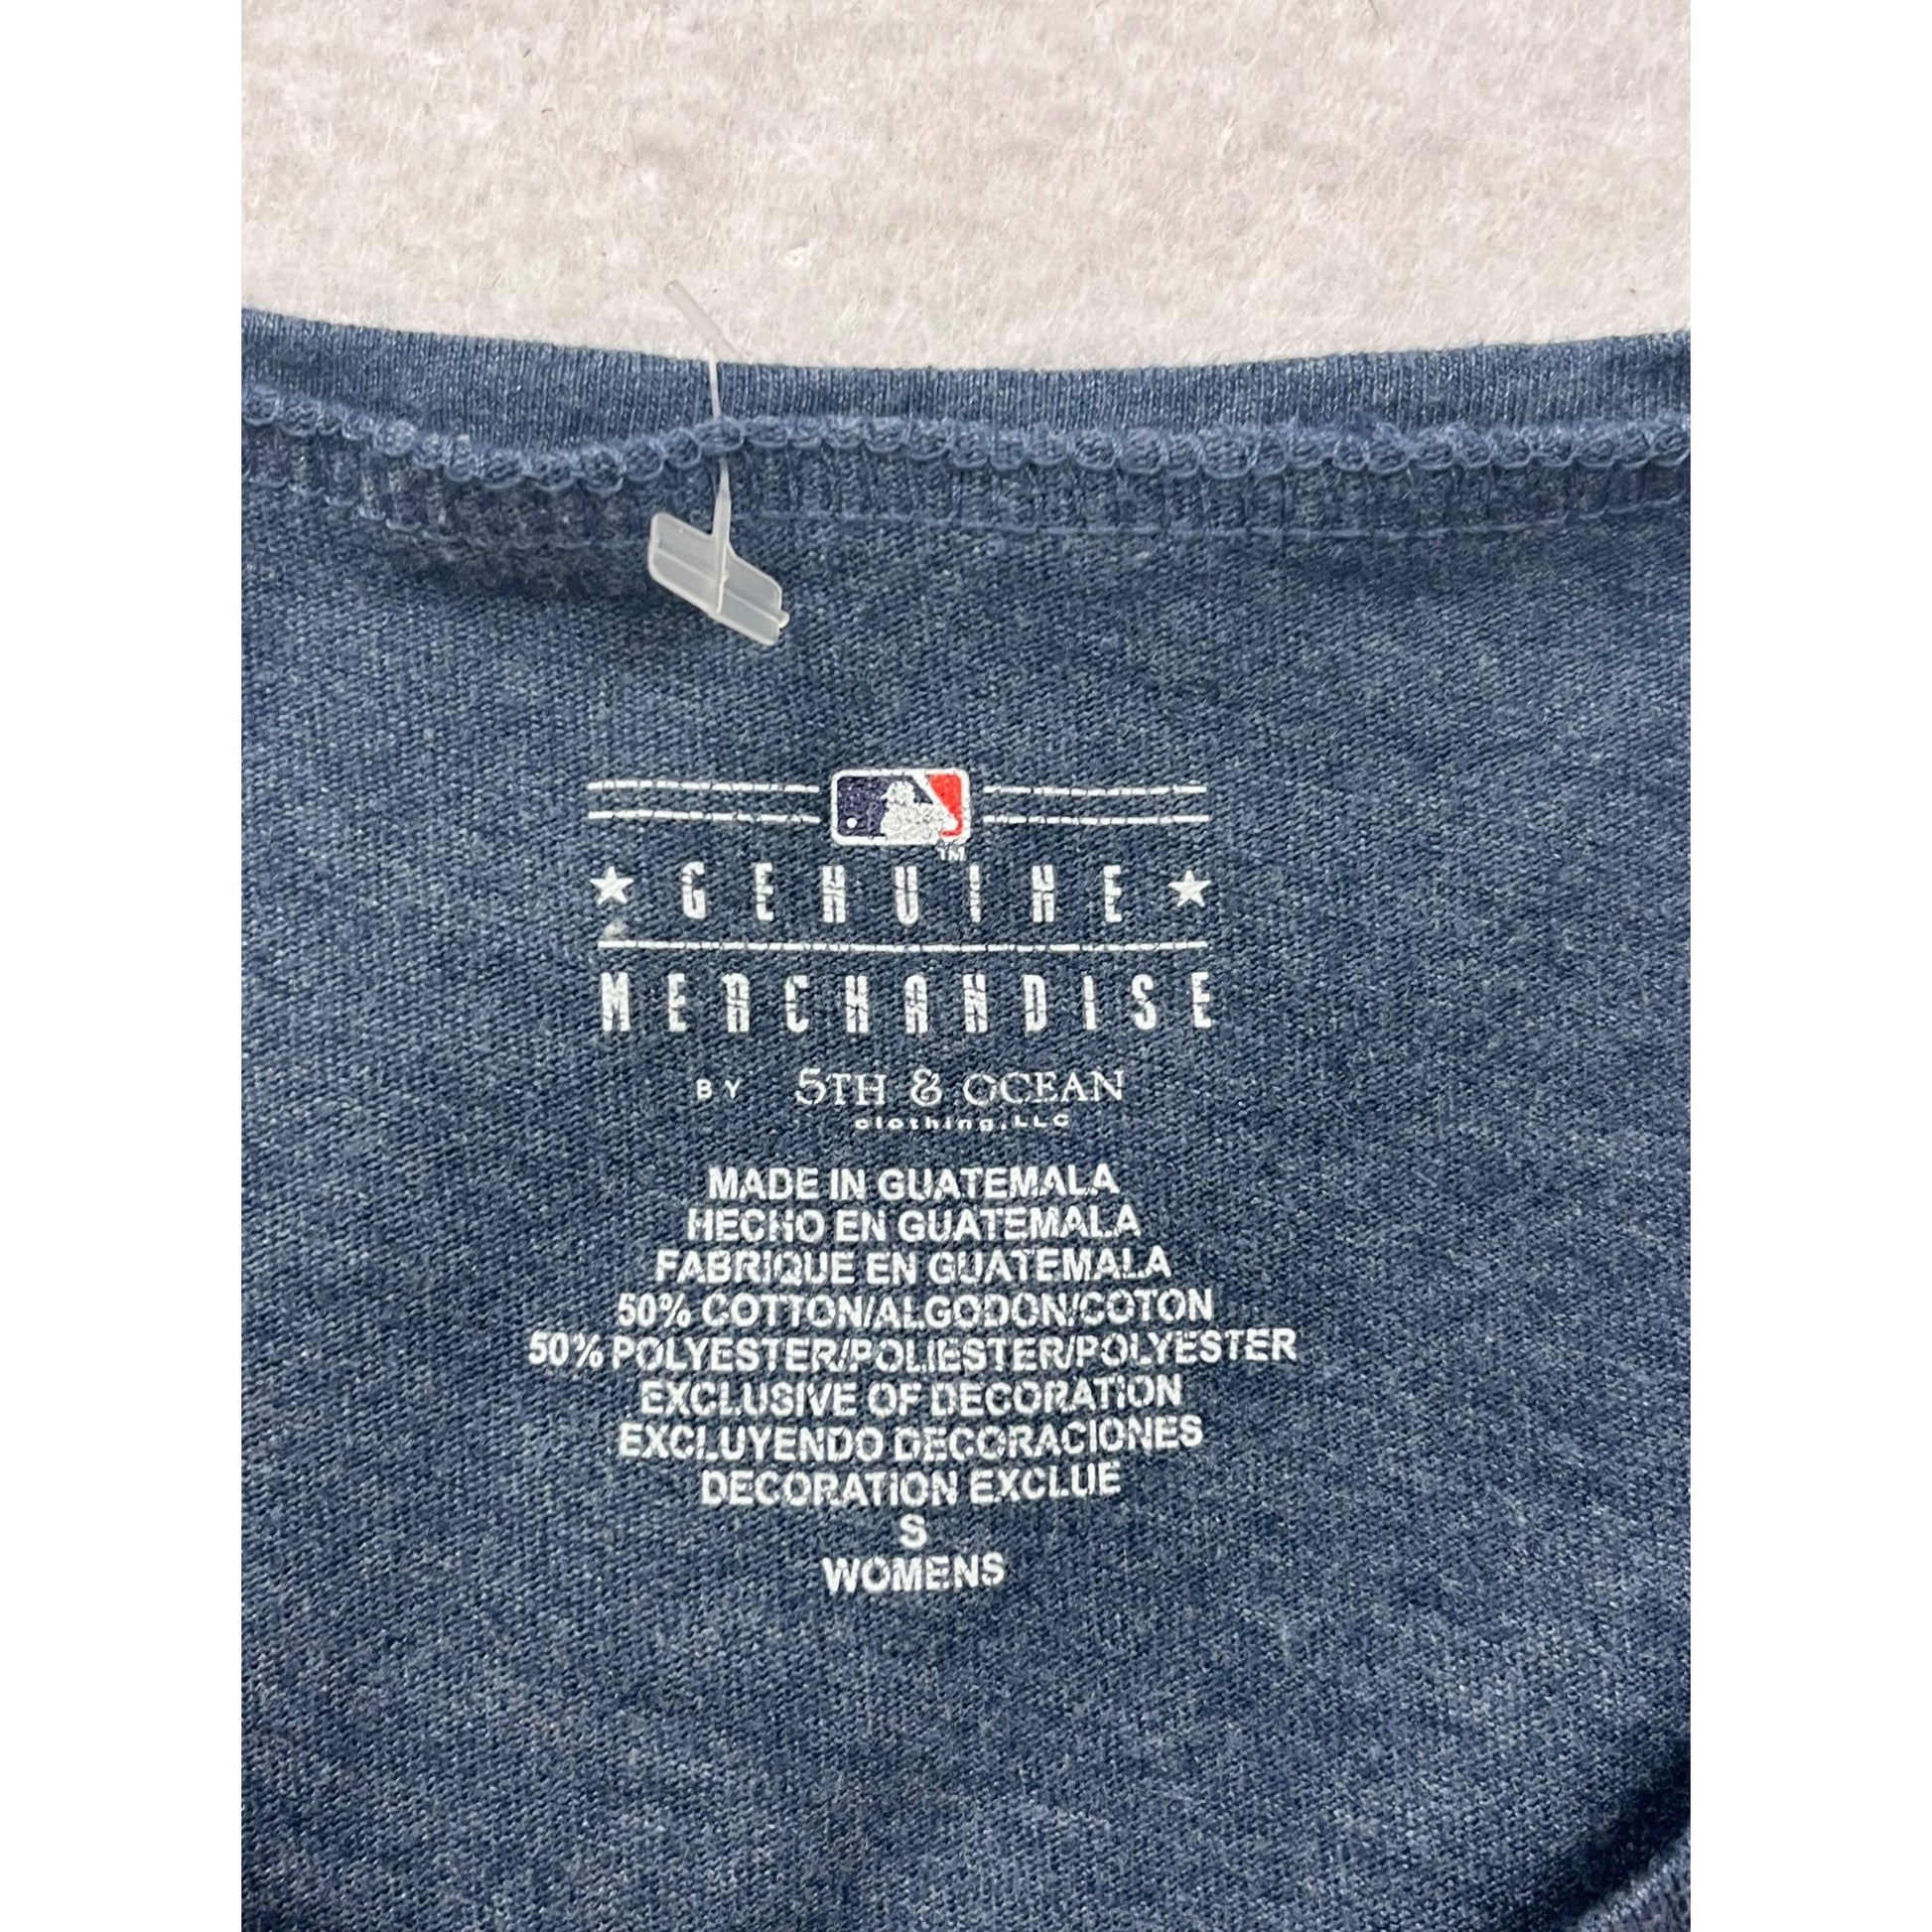 TM
GENUINE
MERCHANDISE
BY 5TH & OCEAN
clothing, LLC
MADE IN GUATEMALA
HECHO EN GUATEMALA
FABRIQUE EN GUATEMALA
50% COTTON/ALGODON/COTON
50% POLYESTER/POLIESTER/POLYESTER
EXCLUSIVE OF DECORATION
EXCLUYENDO DECORACIONES
DECORATION EXCLUE
S
WOMENS